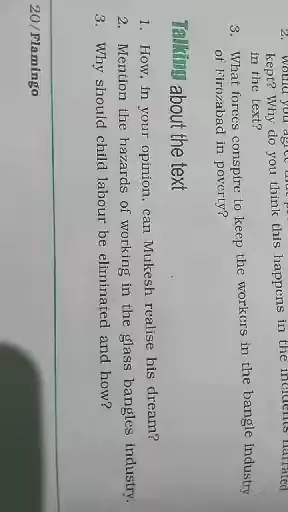 2. Would you agree that
kept? Why do you think this happens in the incidents narrated
in the text?
3. What forces conspire to keep the workers in the bangle industry
of Firozabad in poverty?
Talking about the text
1. How, in your opinion, can Mukesh realise his dream?
2. Mention the hazards of working in the glass bangles industry.
3. Why should child labour be eliminated and how?
20/Flamingo